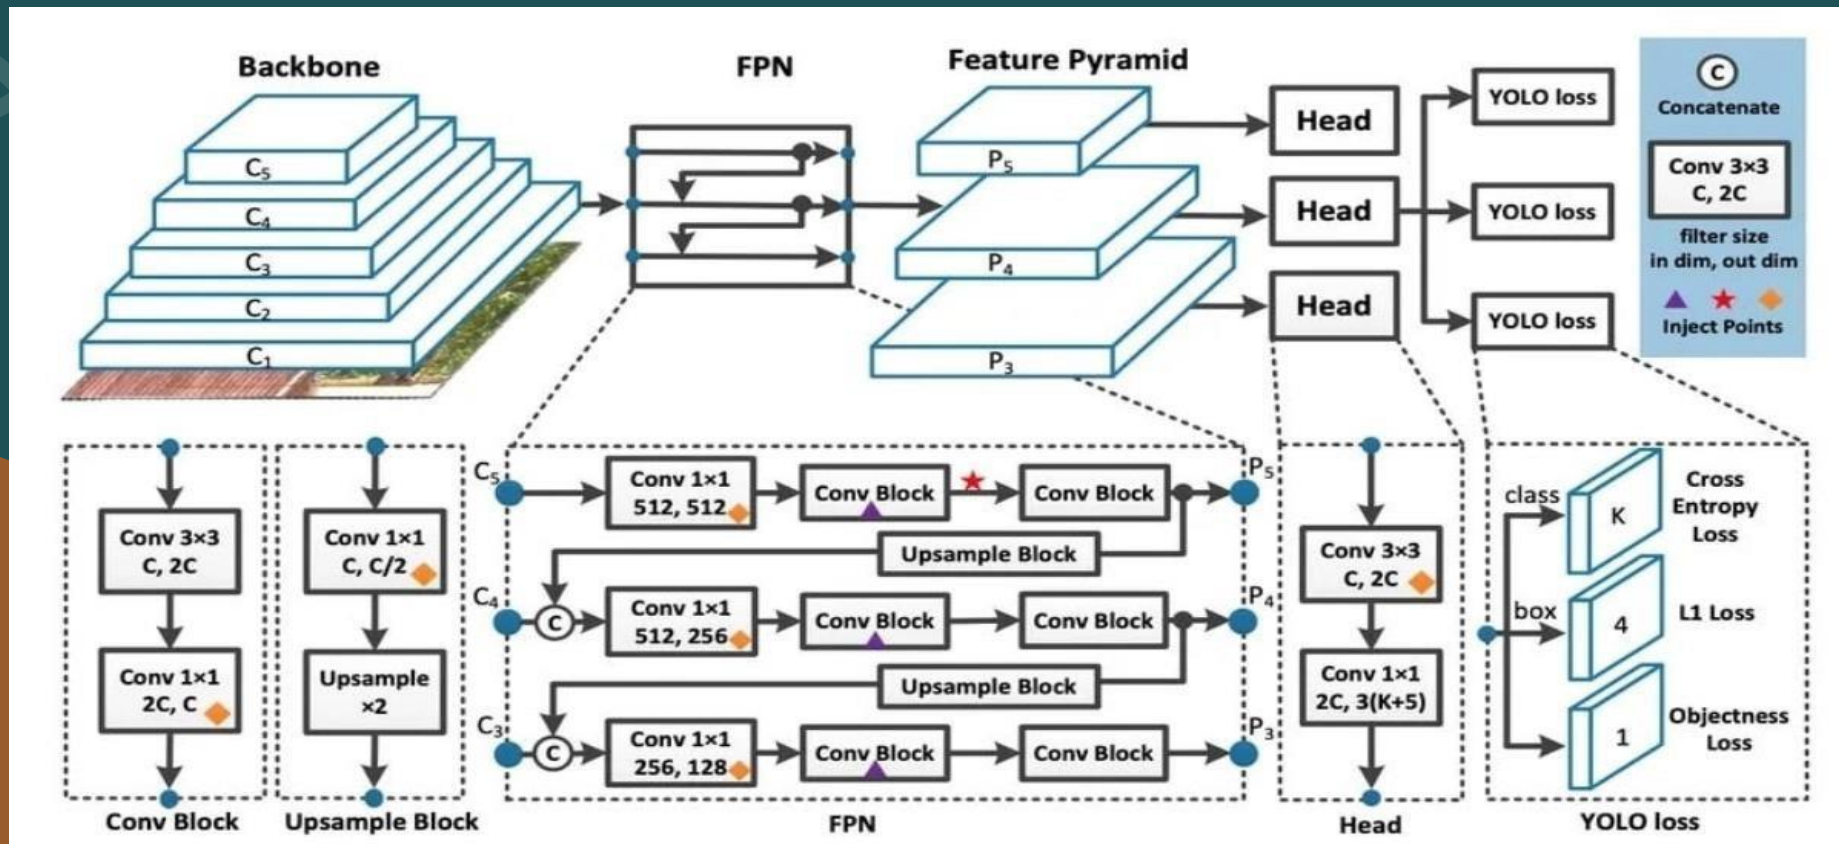 Backbone
FPN
Feature Pyramid
C5
C4
C3
C2
C1
P5
P4
P3
Head
Head
Head
YOLO loss
YOLO loss
YOLO loss
C
Concatenate
Conv 3×3
C, 2C
filter size
in dim, out dim
Inject Points
Conv 3×3
C, 2C
Conv 1×1
2C, C
Conv Block
Conv 1×1
C, C/2
Upsample
×2
Upsample Block
C5
Conv 1×1
512, 512
Conv Block
Conv Block
P5
Upsample Block
C4
C
Conv 1×1
512, 256
Conv Block
Conv Block
P4
Upsample Block
C3
C
Conv 1×1
256, 128
Conv Block
Conv Block
P3
FPN
Conv 3×3
C, 2C
Conv 1×1
2C, 3(K+5)
Head
class
K
Cross
Entropy
Loss
box
4
L1 Loss
1
Objectness
Loss
YOLO loss